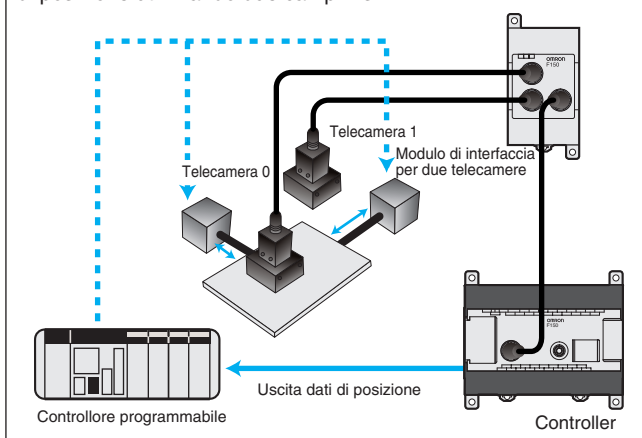 OMRON
F150
Telecamera 1
Telecamera 0
Modulo di interfaccia
per due telecamere
OMRON
F150
Uscita dati di posizione
Controllore programmabile
Controller